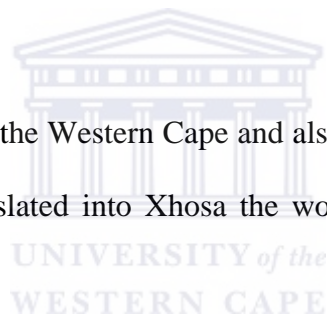 the Western Cape and als
slated into Xhosa the wo
UNIVERSITY of the
WESTERN CAPE